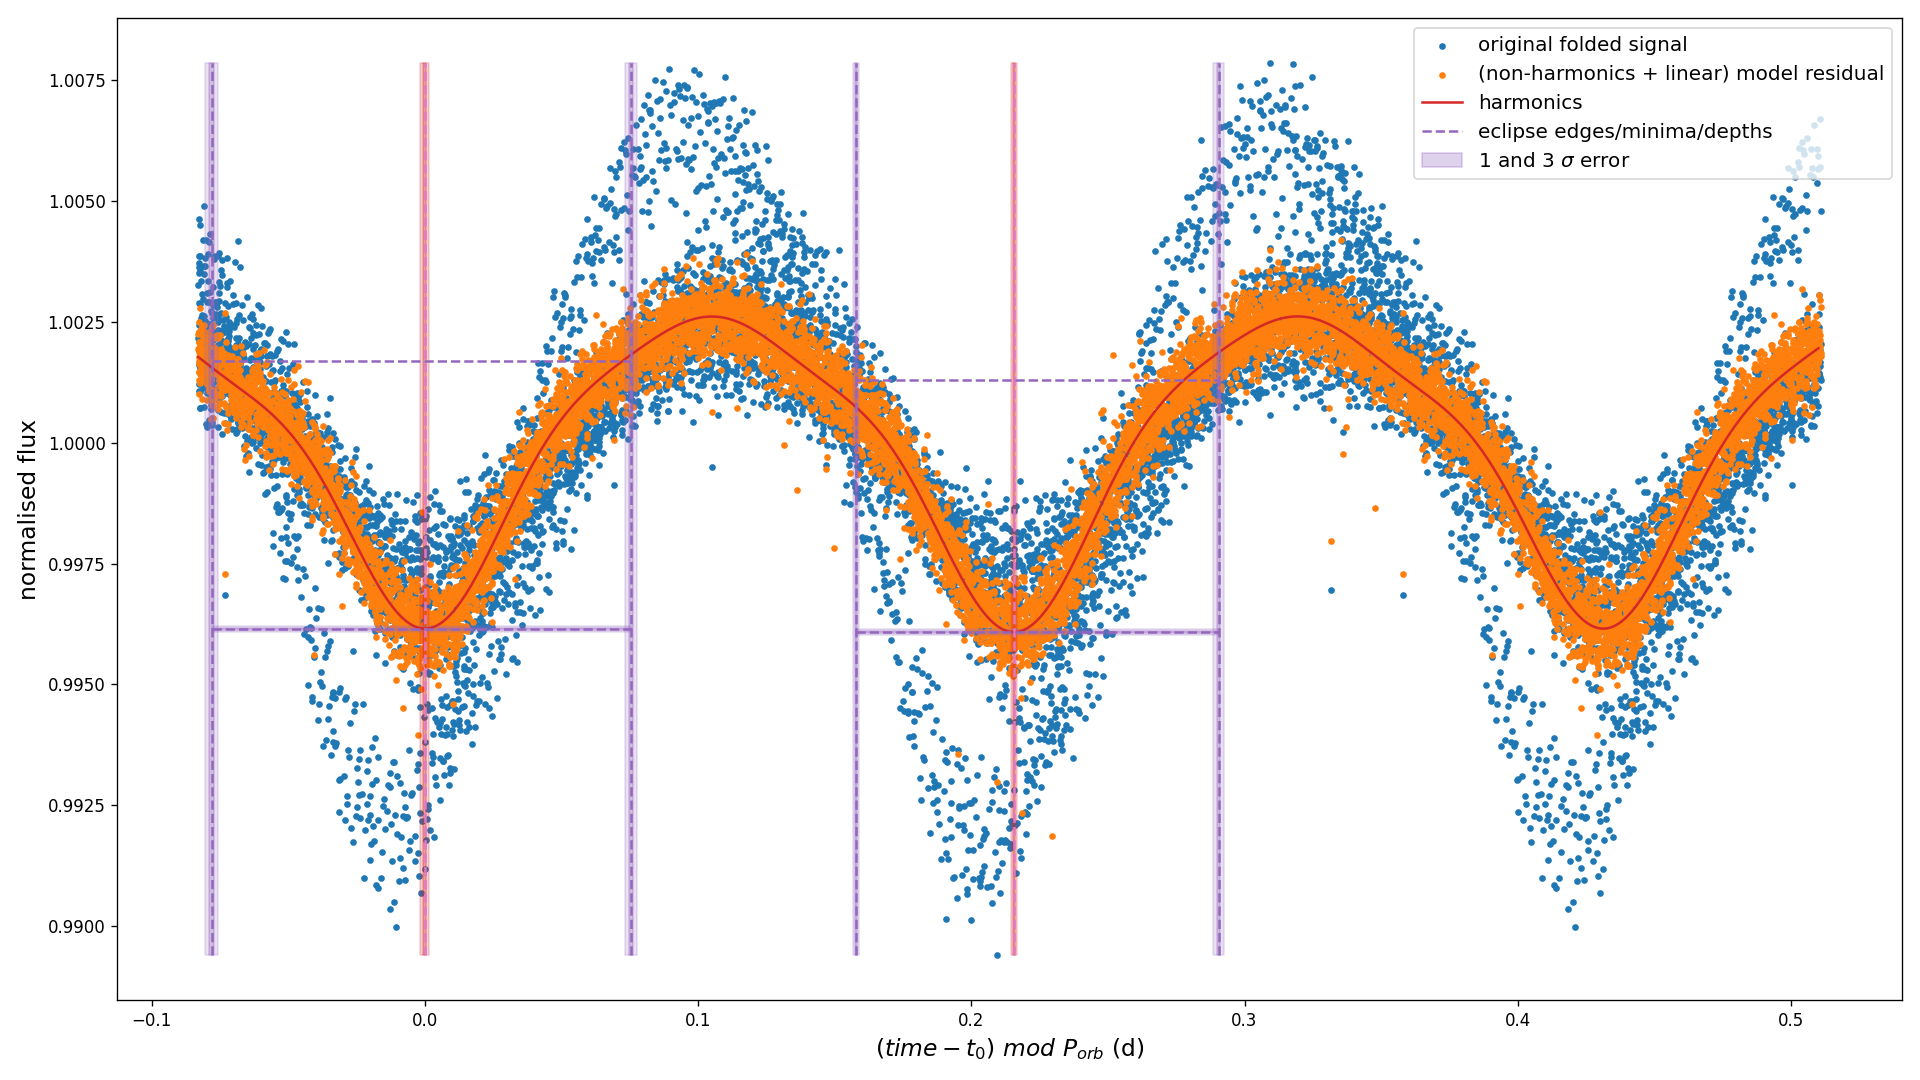 original folded signal
(non-harmonics + linear) model residual
harmonics
eclipse edges/minima/depths
1 and 3 σ error
normalised flux
1.0075
1.0050
1.0025
1.0000
0.9975
0.9950
0.9925
0.9900
−0.1 0.0 0.1 0.2 0.3 0.4 0.5
(time − t₀) mod Pₒᵣb (d)